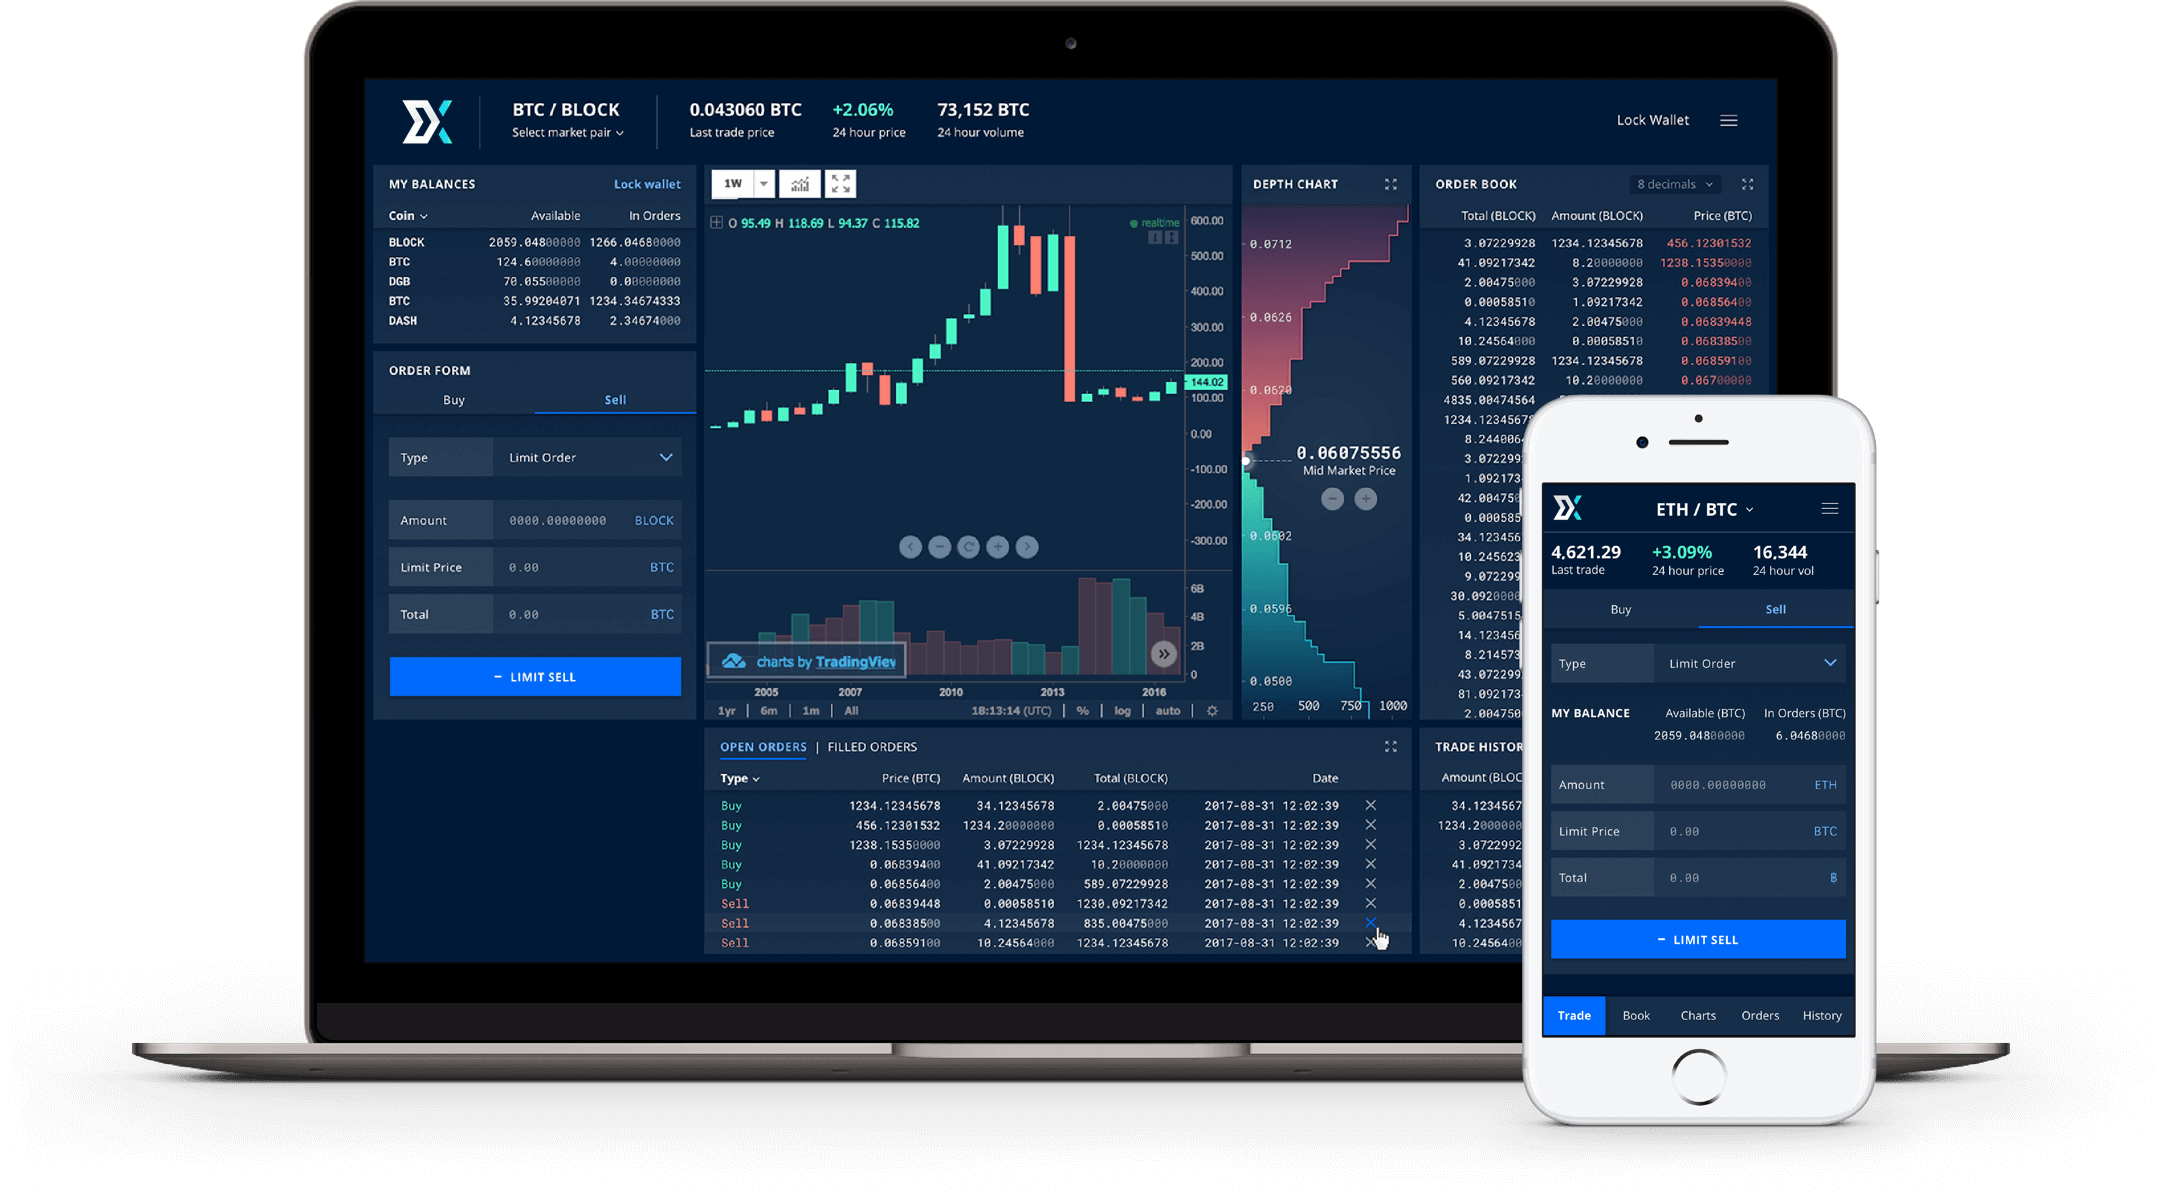 BTC / BLOCK
Select market pair
0.043060 BTC
Last trade price
+2.06%
24 hour price
73,152 BTC
24 hour volume
Lock Wallet
MY BALANCES Lock wallet
Coin Available In Orders
BLOCK 2059.04800000 1266.04680000
BTC 124.60000000 4.00000000
DGB 70.05500000 0.00000000
BTC 35.99204071 1234.34674333
DASH 4.12345678 2.34674000
ORDER FORM
Buy Sell
Type Limit Order
Amount 0000.00000000 BLOCK
Limit Price 0.00 BTC
Total 0.00 BTC
− LIMIT SELL
1W
O 95.49 H 118.69 L 94.37 C 115.82
realtime
600.00
500.00
400.00
300.00
200.00
144.02
100.00
0.00
-100.00
-200.00
-300.00
6B
4B
2B
0
charts by TradingView
2005 2007 2010 2013 2016
1yr | 6m | 1m | All 18:13:14 (UTC) | % | log | auto |
DEPTH CHART
0.0712
0.0626
0.0620
0.06075556
Mid Market Price
0.0602
0.0596
0.0500
250 500 750 1000
ORDER BOOK 8 decimals
Total (BLOCK) Amount (BLOCK) Price (BTC)
3.07229928 1234.12345678 456.12301532
41.09217342 8.20000000 1238.15350000
2.00475000 3.07229928 0.06839400
0.00058510 1.09217342 0.06856400
4.12345678 2.00475000 0.06839448
10.24564000 0.00058510 0.06838500
589.07229928 1234.12345678 0.06859100
560.09217342 10.20000000 0.06700000
4835.00474564
1234.1234567
8.244006
3.072299
1.092173
42.00475
0.000585
34.123456
10.245623
9.072299
30.092000
5.0047515
14.123456
8.214573
43.072299
81.092173
2.004750
OPEN ORDERS | FILLED ORDERS
Type Price (BTC) Amount (BLOCK) Total (BLOCK) Date
Buy 1234.12345678 34.12345678 2.00475000 2017-08-31 12:02:39
Buy 456.12301532 1234.20000000 0.00058510 2017-08-31 12:02:39
Buy 1238.15350000 3.07229928 1234.12345678 2017-08-31 12:02:39
Buy 0.06839400 41.09217342 10.20000000 2017-08-31 12:02:39
Buy 0.06856400 2.00475000 589.07229928 2017-08-31 12:02:39
Sell 0.06839448 0.00058510 1230.09217342 2017-08-31 12:02:39
Sell 0.06838500 4.12345678 835.00475000 2017-08-31 12:02:39
Sell 0.06859100 10.24564000 1234.12345678 2017-08-31 12:02:39
TRADE HISTOR
Amount (BLOC
34.1234567
1234.2000000
3.0722992
41.0921734
2.0047500
0.0005851
4.1234567
10.2456400
ETH / BTC
4,621.29 +3.09% 16,344
Last trade 24 hour price 24 hour vol
Buy Sell
Type Limit Order
MY BALANCE Available (BTC) In Orders (BTC)
2059.04800000 6.04680000
Amount 0000.00000000 ETH
Limit Price 0.00 BTC
Total 0.00 ฿
− LIMIT SELL
Trade Book Charts Orders History